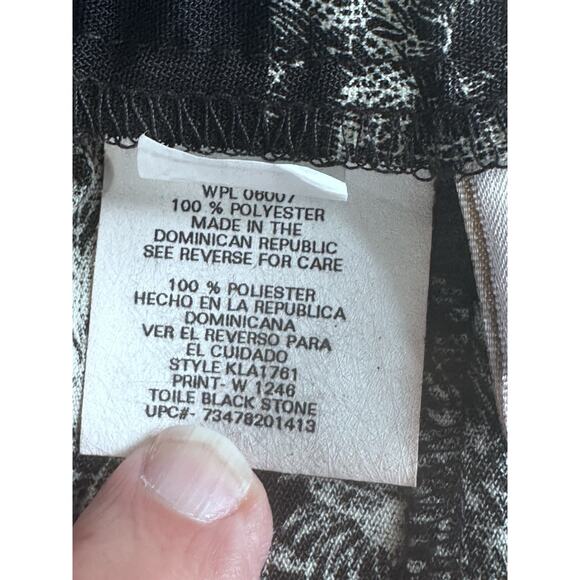 WPL 06007
100 % POLYESTER
MADE IN THE
DOMINICAN REPUBLIC
SEE REVERSE FOR CARE
100 % POLIESTER
HECHO EN LA REPUBLICA
DOMINICANA
VER EL REVERSO PARA
EL CUIDADO
STYLE KLA1761
PRINT- W 1246
TOILE BLACK STONE
UPC#- 73478201413